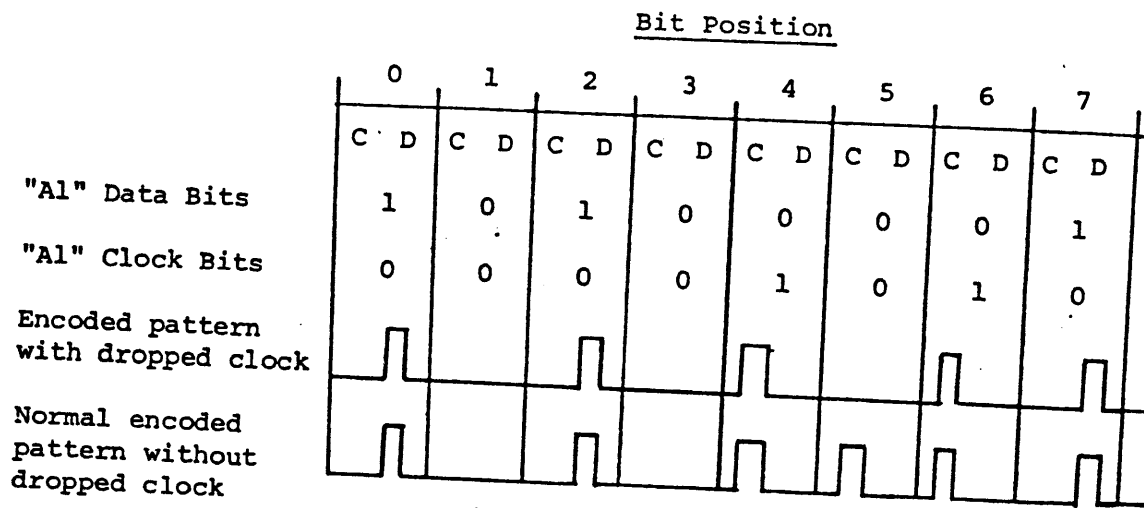 Bit Position
0 1 2 3 4 5 6 7
C D C D C D C D C D C D C D C D
"A1" Data Bits 1 0 1 0 0 0 0 1
"A1" Clock Bits 0 0 0 0 1 0 1 0
Encoded pattern
with dropped clock
Normal encoded
pattern without
dropped clock